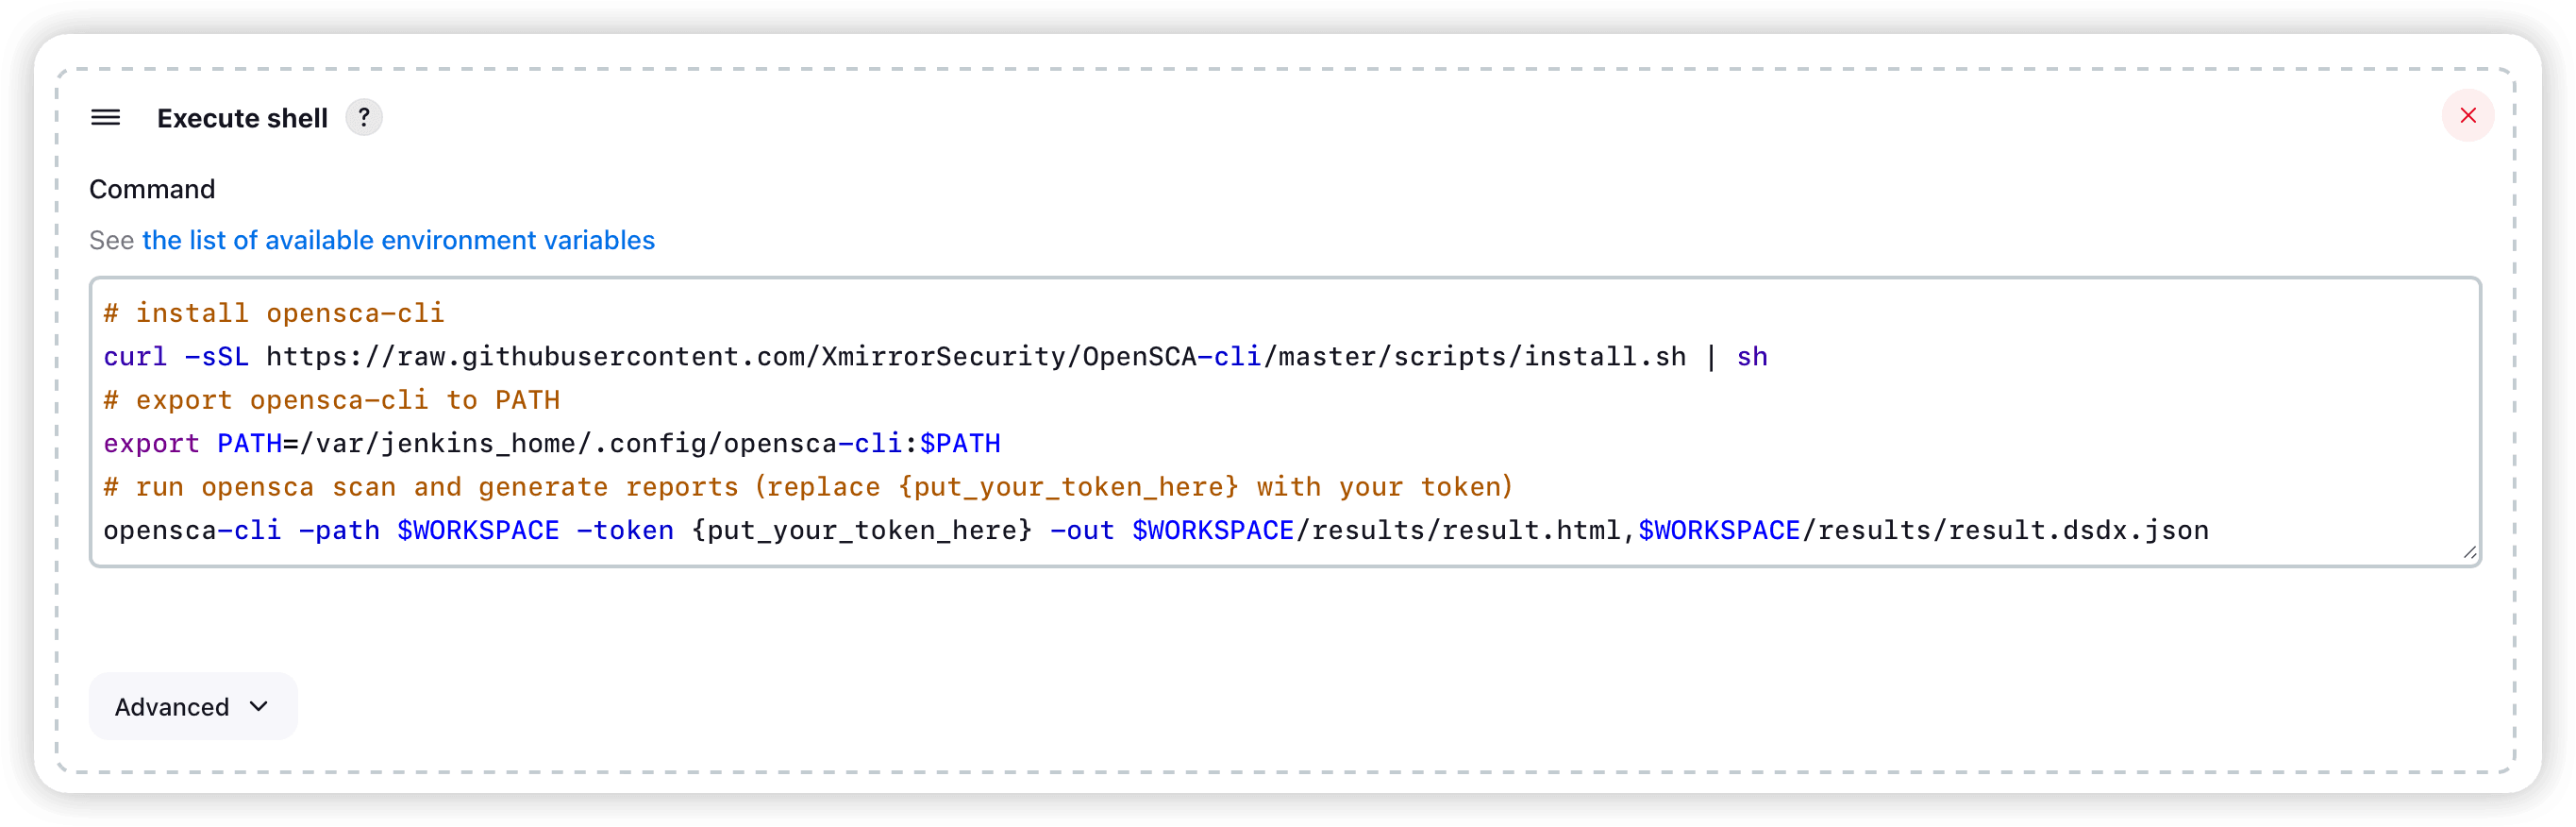 Execute shell ?
Command
See the list of available environment variables
# install opensca-cli
curl -sSL https://raw.githubusercontent.com/XmirrorSecurity/OpenSCA-cli/master/scripts/install.sh | sh
# export opensca-cli to PATH
export PATH=/var/jenkins_home/.config/opensca-cli:$PATH
# run opensca scan and generate reports (replace {put_your_token_here} with your token)
opensca-cli -path $WORKSPACE -token {put_your_token_here} -out $WORKSPACE/results/result.html,$WORKSPACE/results/result.dsdx.json
Advanced